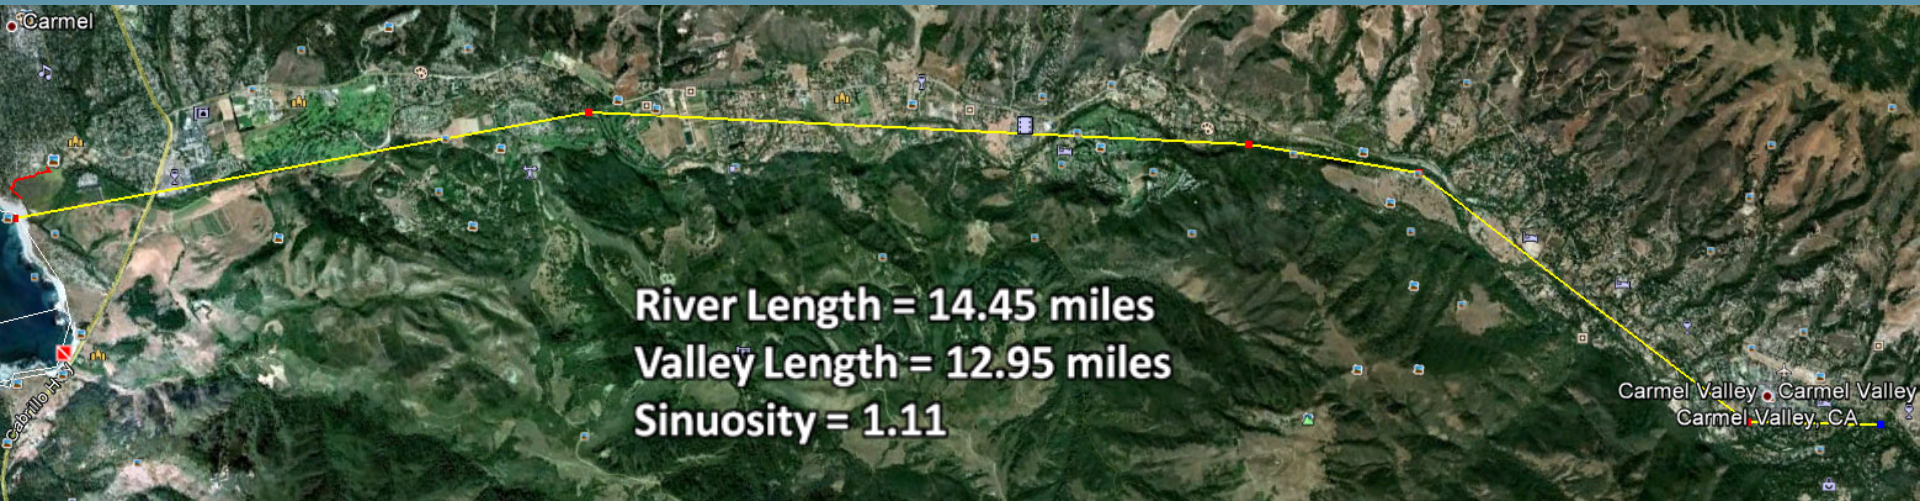 Carmel
River Length = 14.45 miles
Valley Length = 12.95 miles
Sinuosity = 1.11
Cabrillo Hwy
Carmel Valley
Carmel Valley
Carmel Valley, CA